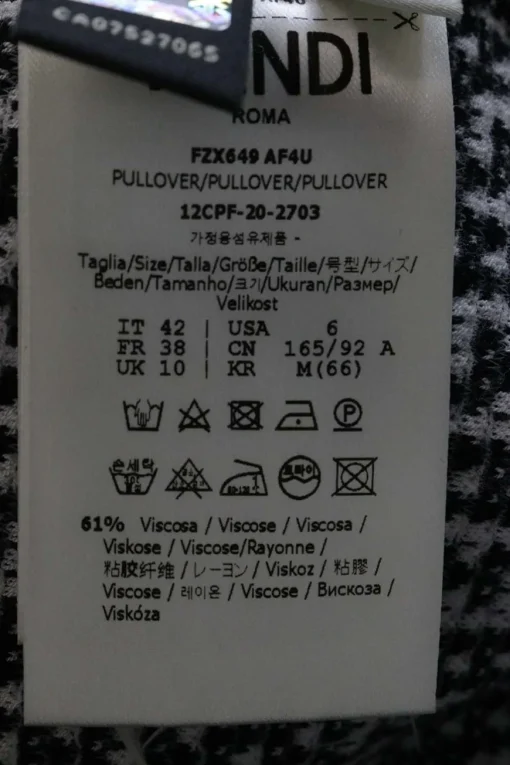 CA07527065
NDI
ROMA
FZX649 AF4U
PULLOVER/PULLOVER/PULLOVER
12CPF-20-2703
가정용섬유제품 -
Taglia/Size/Talla/Größe/Taille/号型/サイズ/
Beden/Tamanho/크기/Ukuran/Размер/
Velikost
IT 42 | USA 6
FR 38 | CN 165/92 A
UK 10 | KR M(66)
P
손세탁
드라이
61% Viscosa / Viscose / Viscosa /
Viskose / Viscose/Rayonne /
粘胶纤维 / レーヨン / Viskoz / 粘膠 /
Viscose / 레이온 / Viscose / Вискоза /
Viskóza